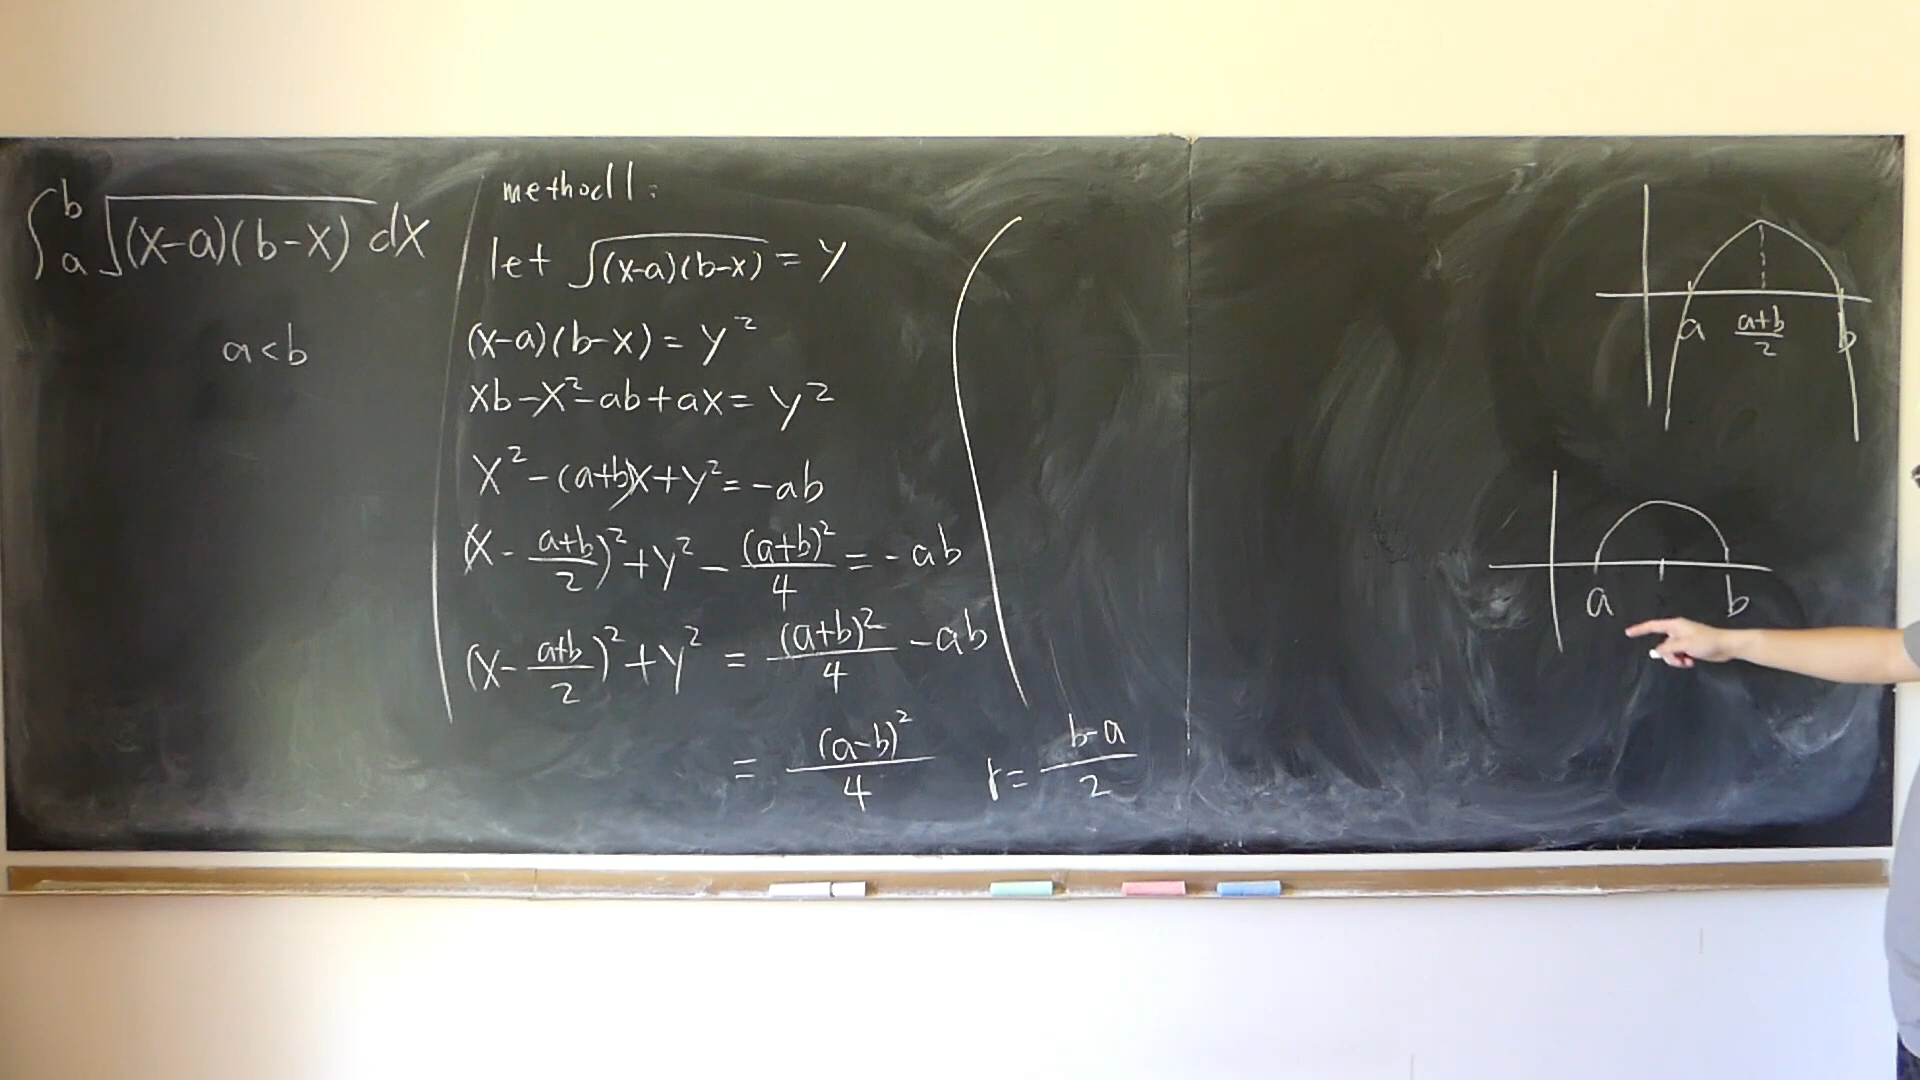 ∫_a^b √((x-a)(b-x)) dx
a<b
method 1:
let √((x-a)(b-x)) = y
(x-a)(b-x) = y²
xb-x²-ab+ax = y²
x²-(a+b)x+y² = -ab
(x - (a+b)/2)² + y² - (a+b)²/4 = -ab
(x - (a+b)/2)² + y² = (a+b)²/4 - ab
= (a-b)²/4
r = (b-a)/2
a (a+b)/2 b
a b